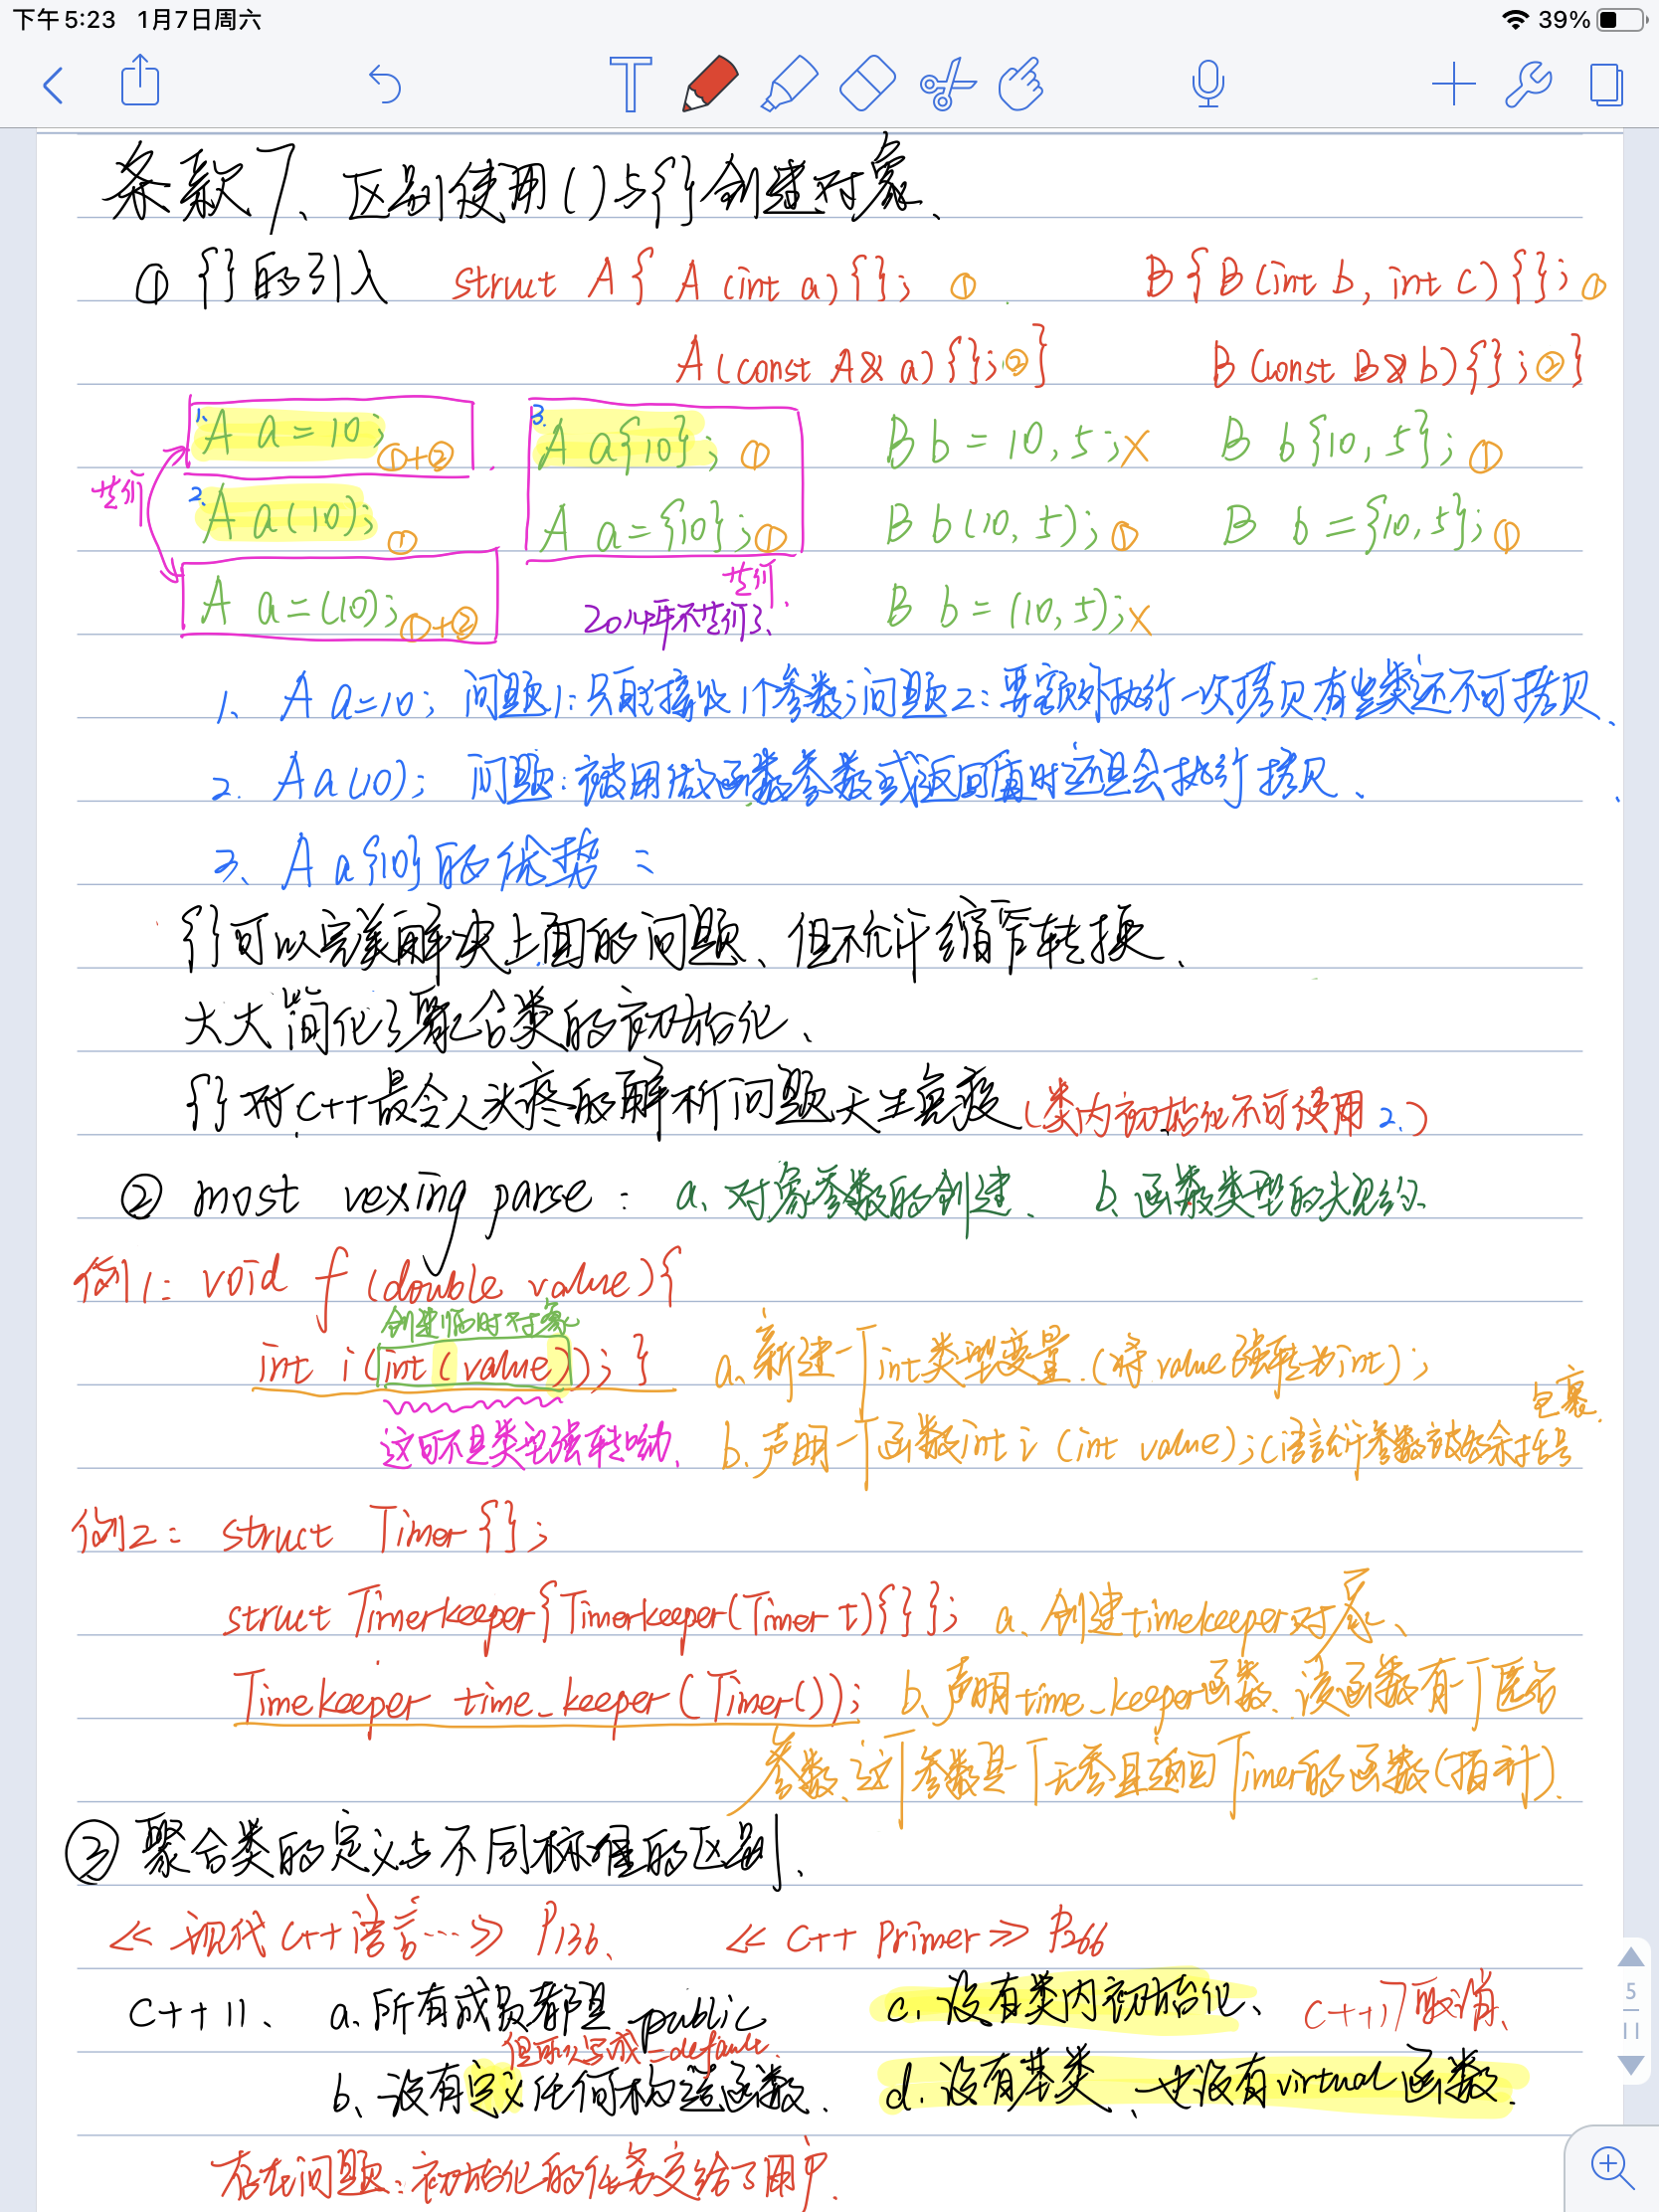 下午5:23 1月7日周六
39%
条款7、区别使用()与{}创建对象、
① {}的引入 struct A{ A (int a) {}; ① B{ B(int b, int c) {}; ①
A(const A& a) {}; ② } B(const B& b) {}; ② }
1、 A a = 10; ①+② 3. A a{10}; ① B b = 10, 5; X B b{10, 5}; ①
等价
2、 A a(10); ① A a={10}; ① B b(10, 5); ① B b={10,5}; ①
等价、
A a=(10); ①+② 2014年不等价了、 B b = (10, 5); X
1、 A a=10; 问题1:只能接收1个参数;问题2:要额外执行一次拷贝,有些类还不可拷贝、
2. A a(10); 问题:被用做函数参数或返回值时还是会执行拷贝、
3、 A a{10}的优势:
{}可以完美解决上面的问题、但不允许缩窄转换、
大大简化了聚合类的初始化、
{}对C++最令人头疼的解析问题天生免疫(类内初始化不可使用2.)
② most vexing parse: a、对象参数的创建、 b、函数类型的
例1: void f (double value){
创建临时对象
int i(int(value)); } a、新建一个int类型变量.(将value强转为int);
包裹.
这可不是类型强转呦、 b、声明一个函数int i (int value);(语言允许参数被多余括号
例2: struct Timer{};
struct Timerkeeper{Timerkeeper(Timer t){}}; a、创建timekeeper对象、
Timekeeper time_keeper(Timer()); b、声明time_keeper函数、该函数有一个匿名
参数、这个参数是一个无参且返回Timer的函数(指针).
③ 聚合类的定义与不同标准的区别、
≪ 现代C++语言… ≫ P136、 ≪ C++ Primer ≫ P266
C++11、 a、所有成员都是public c、没有类内初始化、 C++17取消、
但可以写成=default.
b、没有定义任何构造函数. d、没有基类、也没有virtual函数.
存在问题:初始化的任务交给了用户.
5
11